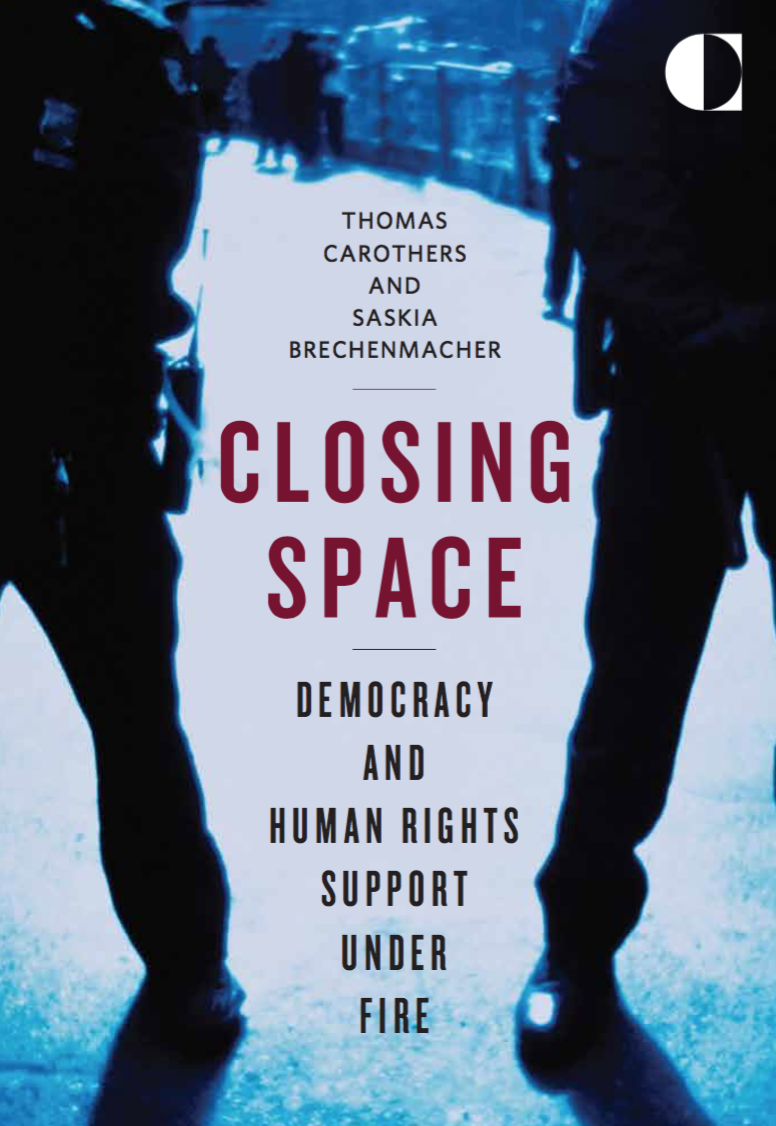 THOMAS
CAROTHERS
AND
SASKIA
BRECHENMACHER
CLOSING
SPACE
DEMOCRACY
AND
HUMAN RIGHTS
SUPPORT
UNDER
FIRE